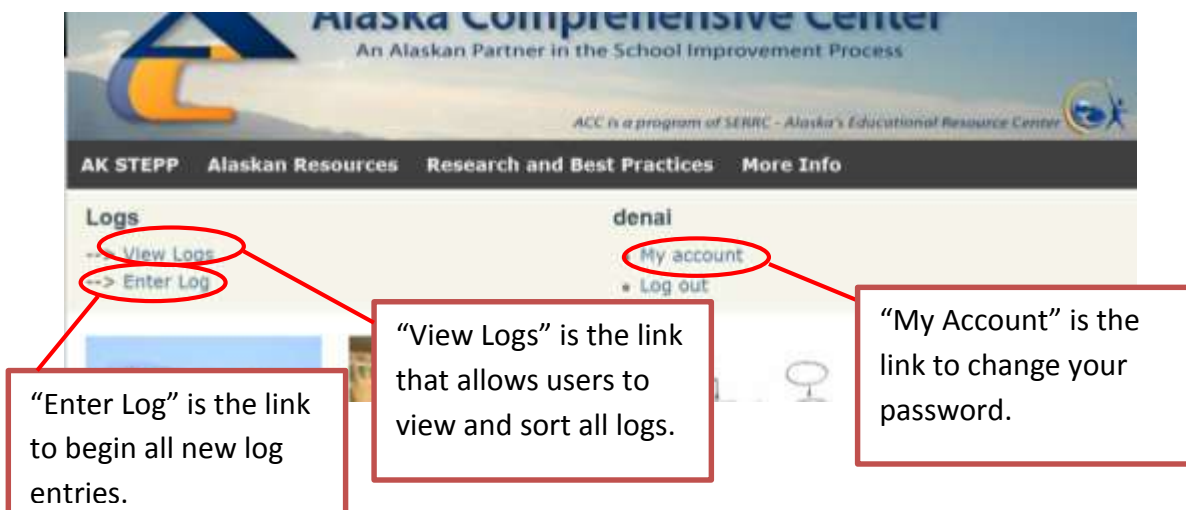 Alaska Comprehensive Center
An Alaskan Partner in the School Improvement Process
ACC is a program of SERRC - Alaska's Educational Resource Center
AK STEPP Alaskan Resources Research and Best Practices More Info
Logs
--> View Logs
--> Enter Log
denai
My account
Log out
“Enter Log” is the link
to begin all new log
entries.
“View Logs” is the link
that allows users to
view and sort all logs.
“My Account” is the
link to change your
password.